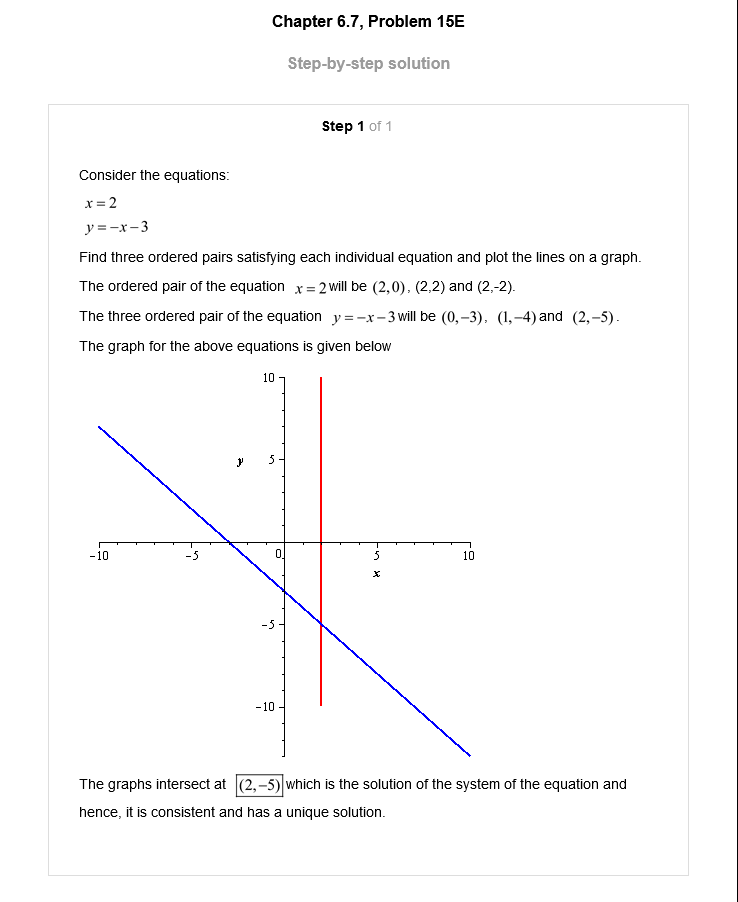 Chapter 6.7, Problem 15E
Step-by-step solution
Step 1 of 1
Consider the equations:
x = 2
y = −x − 3
Find three ordered pairs satisfying each individual equation and plot the lines on a graph.
The ordered pair of the equation x = 2 will be (2,0), (2,2) and (2,-2).
The three ordered pair of the equation y = −x − 3 will be (0,−3), (1,−4) and (2,−5).
The graph for the above equations is given below
10
y 5
−10 −5 0 5 10
x
−5
−10
The graphs intersect at (2,−5) which is the solution of the system of the equation and
hence, it is consistent and has a unique solution.